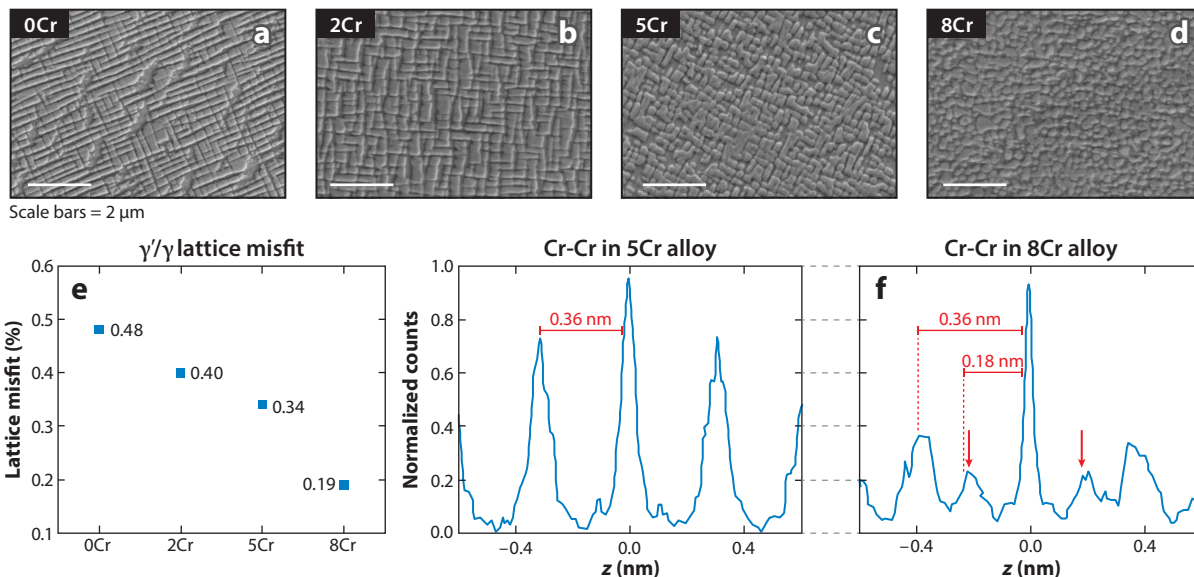 0Cr a
2Cr b
5Cr c
8Cr d
Scale bars = 2 μm
γ′/γ lattice misfit
Lattice misfit (%)
0.6
0.5
0.4
0.3
0.2
0.1
e
0.48
0.40
0.34
0.19
0Cr 2Cr 5Cr 8Cr
Cr-Cr in 5Cr alloy
Normalized counts
1.0
0.8
0.6
0.4
0.2
0.0
0.36 nm
−0.4 0.0 0.4
z (nm)
Cr-Cr in 8Cr alloy
f
0.36 nm
0.18 nm
−0.4 0.0 0.4
z (nm)